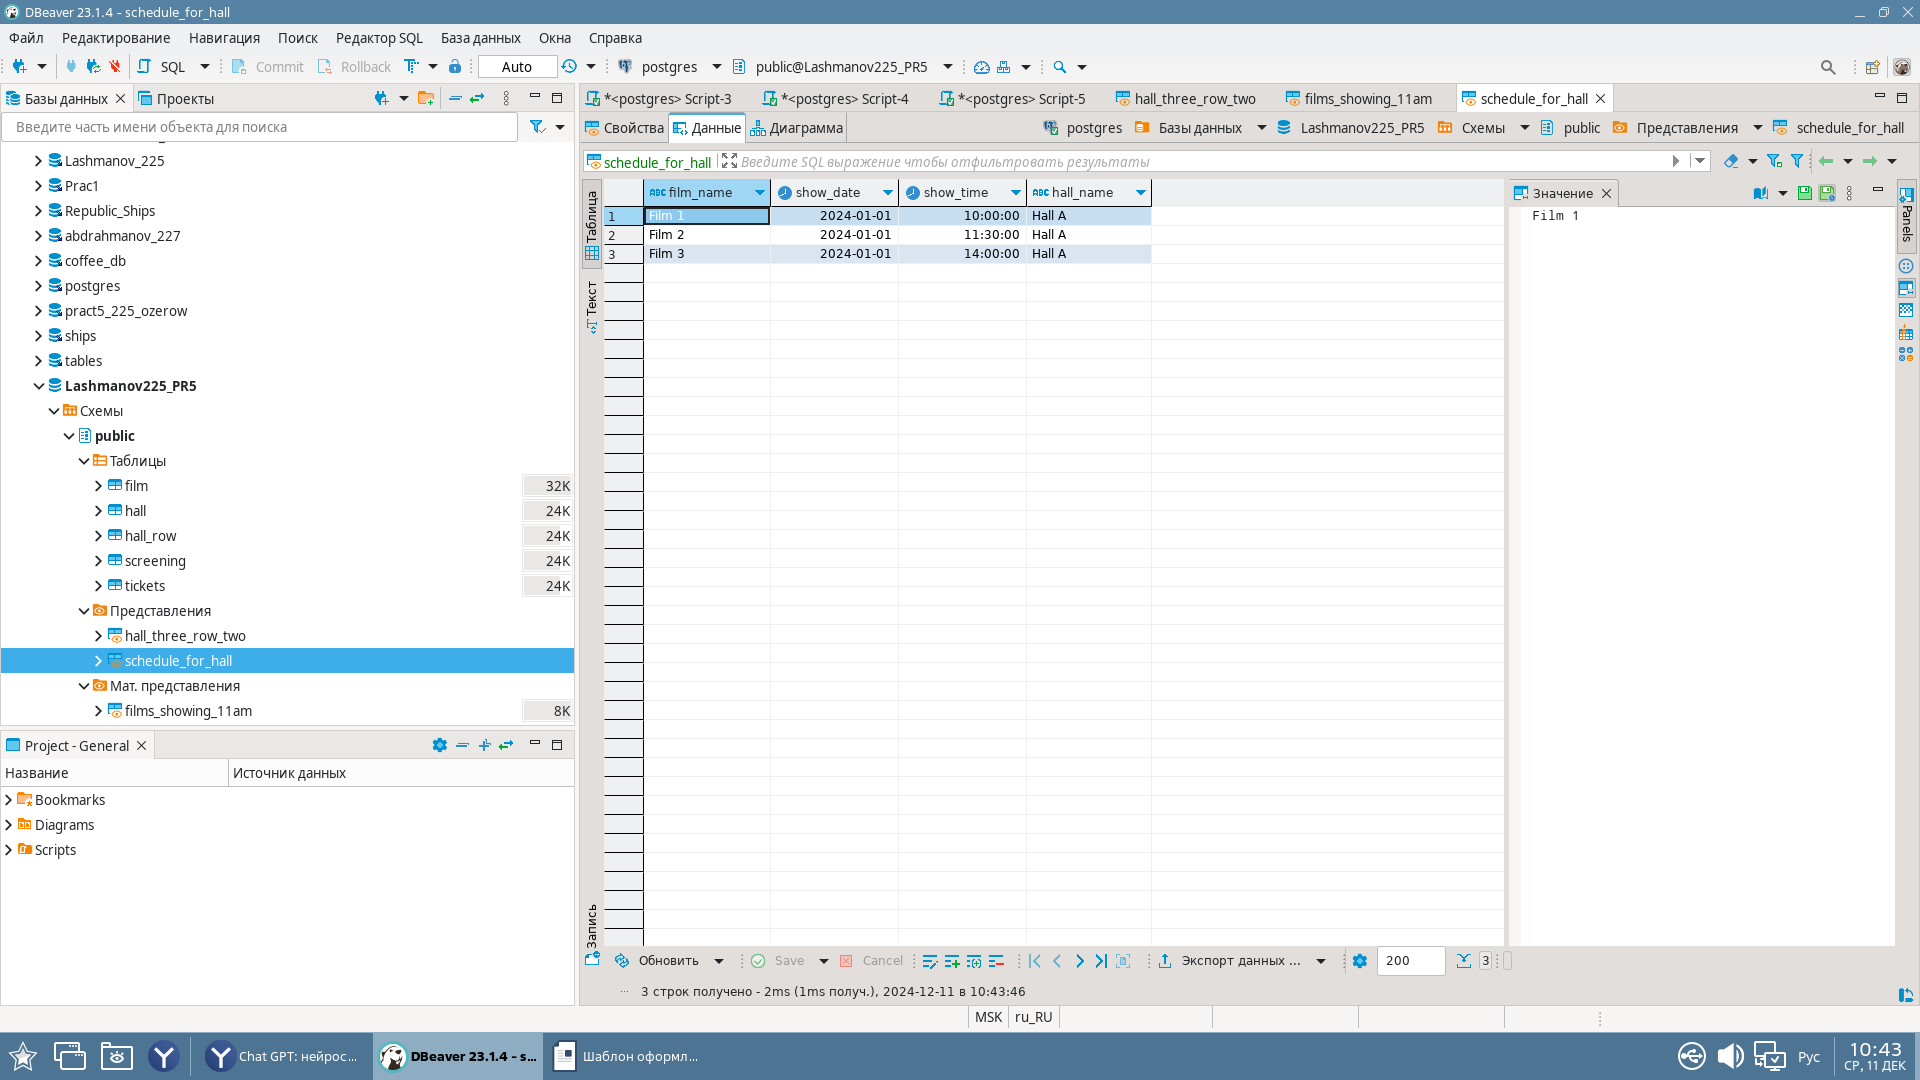 DBeaver 23.1.4 - schedule_for_hall
Файл Редактирование Навигация Поиск Редактор SQL База данных Окна Справка
SQL Commit Rollback Auto postgres public@Lashmanov225_PR5
Базы данных Проекты
Введите часть имени объекта для поиска
Lashmanov_225
Prac1
Republic_Ships
abdrahmanov_227
coffee_db
postgres
pract5_225_ozerow
ships
tables
Lashmanov225_PR5
Схемы
public
Таблицы
film 32K
hall 24K
hall_row 24K
screening 24K
tickets 24K
Представления
hall_three_row_two
schedule_for_hall
Мат. представления
films_showing_11am 8K
Project - General
Название Источник данных
Bookmarks
Diagrams
Scripts
*<postgres> Script-3 *<postgres> Script-4 *<postgres> Script-5 hall_three_row_two films_showing_11am schedule_for_hall
Свойства Данные Диаграмма postgres Базы данных Lashmanov225_PR5 Схемы public Представления schedule_for_hall
schedule_for_hall Введите SQL выражение чтобы отфильтровать результаты
Таблица
Текст
Запись
ABC film_name show_date show_time ABC hall_name
1 Film 1 2024-01-01 10:00:00 Hall A
2 Film 2 2024-01-01 11:30:00 Hall A
3 Film 3 2024-01-01 14:00:00 Hall A
Значение
Film 1
Panels
Обновить Save Cancel Экспорт данных ... 200 3
... 3 строк получено - 2ms (1ms получ.), 2024-12-11 в 10:43:46
MSK ru_RU
Chat GPT: нейрос... DBeaver 23.1.4 - s... Шаблон оформл... Рус 10:43
СР, 11 ДЕК